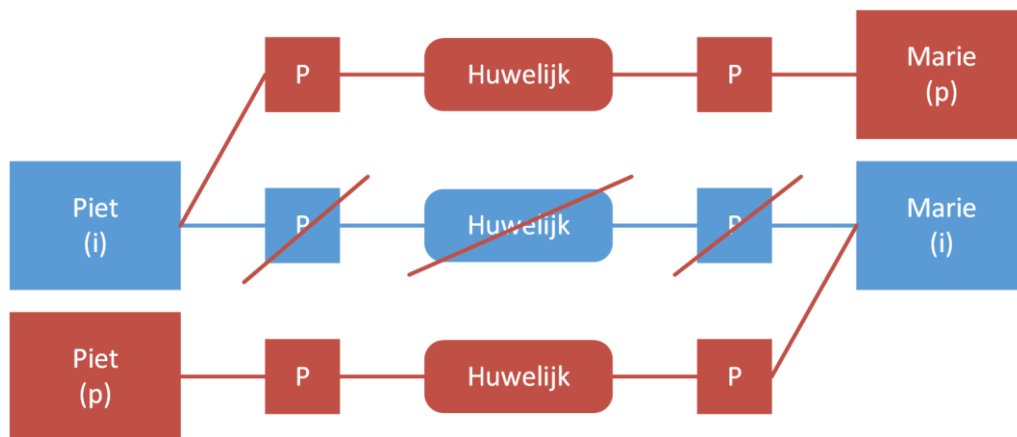 P Huwelijk P Marie
(p)
Piet
(i) P Huwelijk P Marie
(i)
Piet
(p) P Huwelijk P